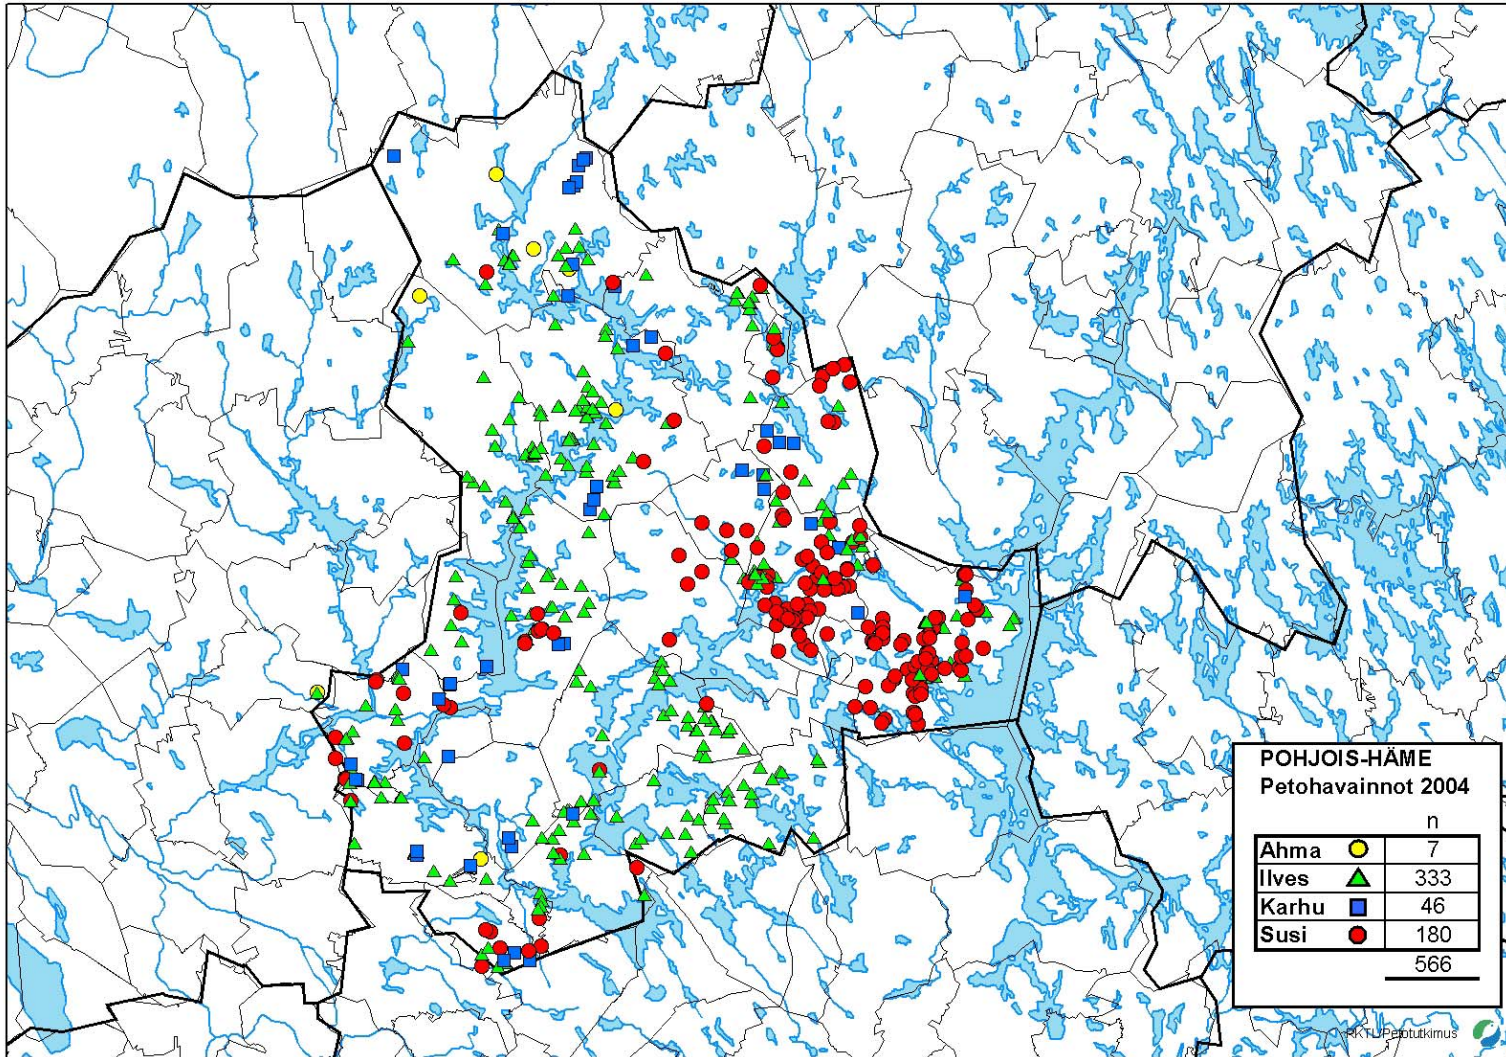 POHJOIS-HÄME
Petohavainnot 2004
n
Ahma 7
Ilves 333
Karhu 46
Susi 180
566
RKTL/Petotutkimus